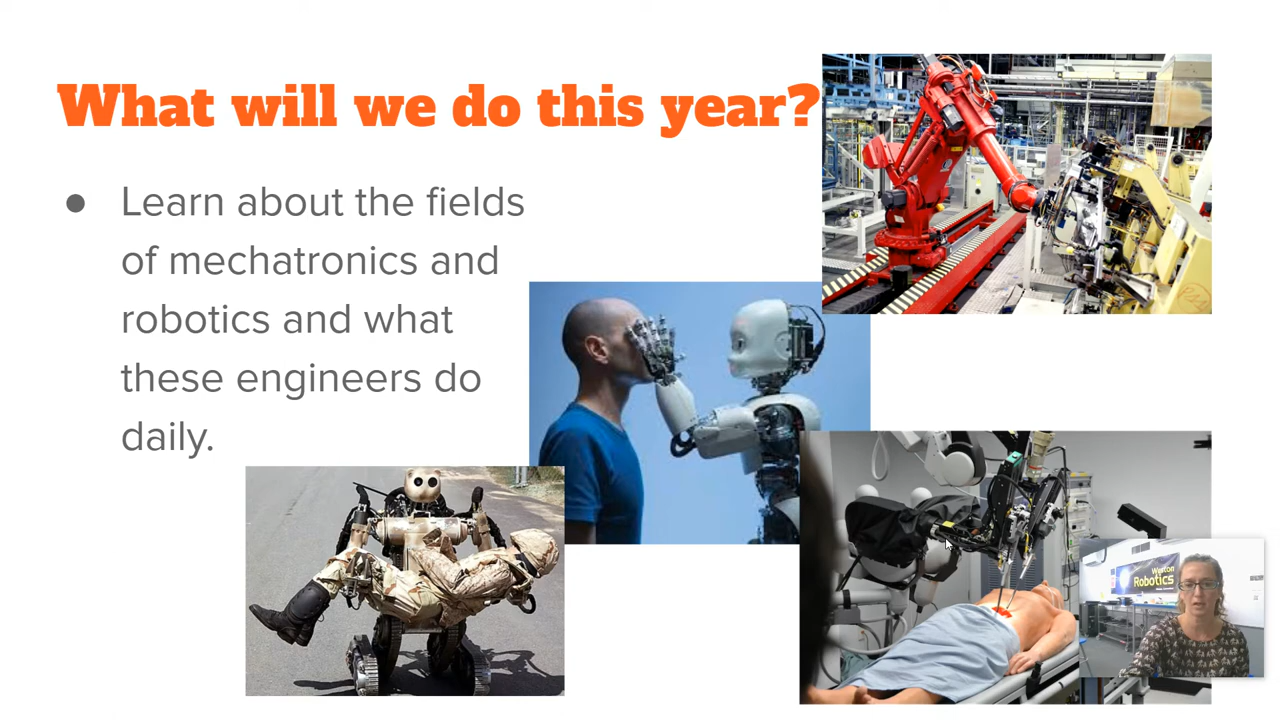 What will we do this year?
● Learn about the fields
of mechatronics and
robotics and what
these engineers do
daily.
Robotics